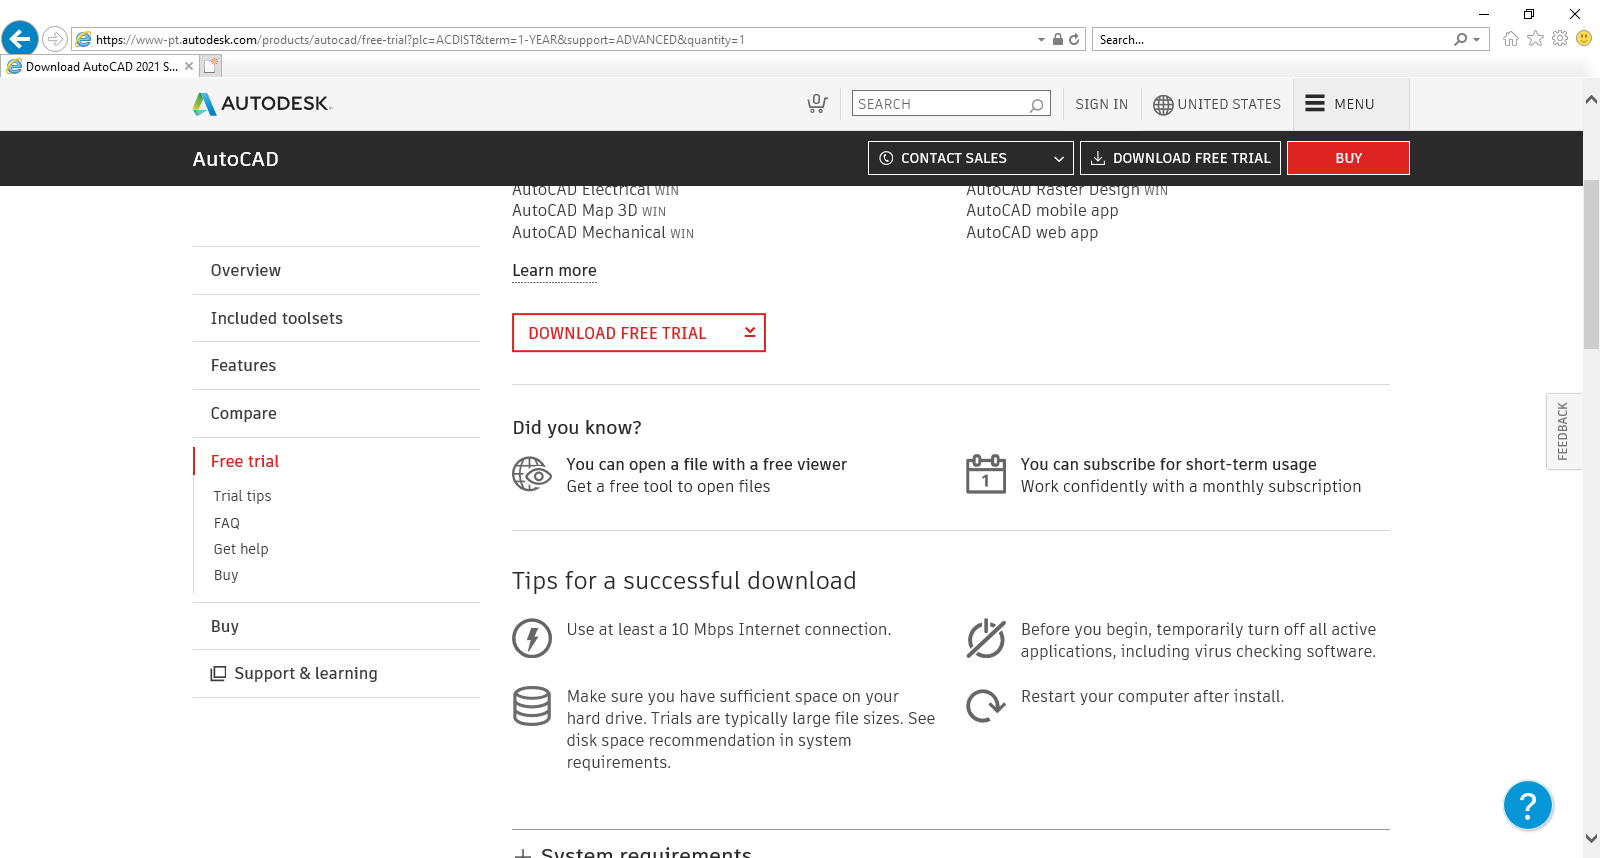 https://www-pt.autodesk.com/products/autocad/free-trial?plc=ACDIST&term=1-YEAR&support=ADVANCED&quantity=1
Search...
Download AutoCAD 2021 S...
AUTODESK
0
SEARCH
SIGN IN
UNITED STATES
MENU
AutoCAD
CONTACT SALES
DOWNLOAD FREE TRIAL
BUY
AutoCAD Electrical WIN
AutoCAD Map 3D WIN
AutoCAD Mechanical WIN
AutoCAD Raster Design WIN
AutoCAD mobile app
AutoCAD web app
Learn more
DOWNLOAD FREE TRIAL
Overview
Included toolsets
Features
Compare
Free trial
Trial tips
FAQ
Get help
Buy
Buy
Support & learning
Did you know?
You can open a file with a free viewer
Get a free tool to open files
1
You can subscribe for short-term usage
Work confidently with a monthly subscription
Tips for a successful download
Use at least a 10 Mbps Internet connection.
Before you begin, temporarily turn off all active
applications, including virus checking software.
Make sure you have sufficient space on your
hard drive. Trials are typically large file sizes. See
disk space recommendation in system
requirements.
Restart your computer after install.
System requirements
FEEDBACK
?